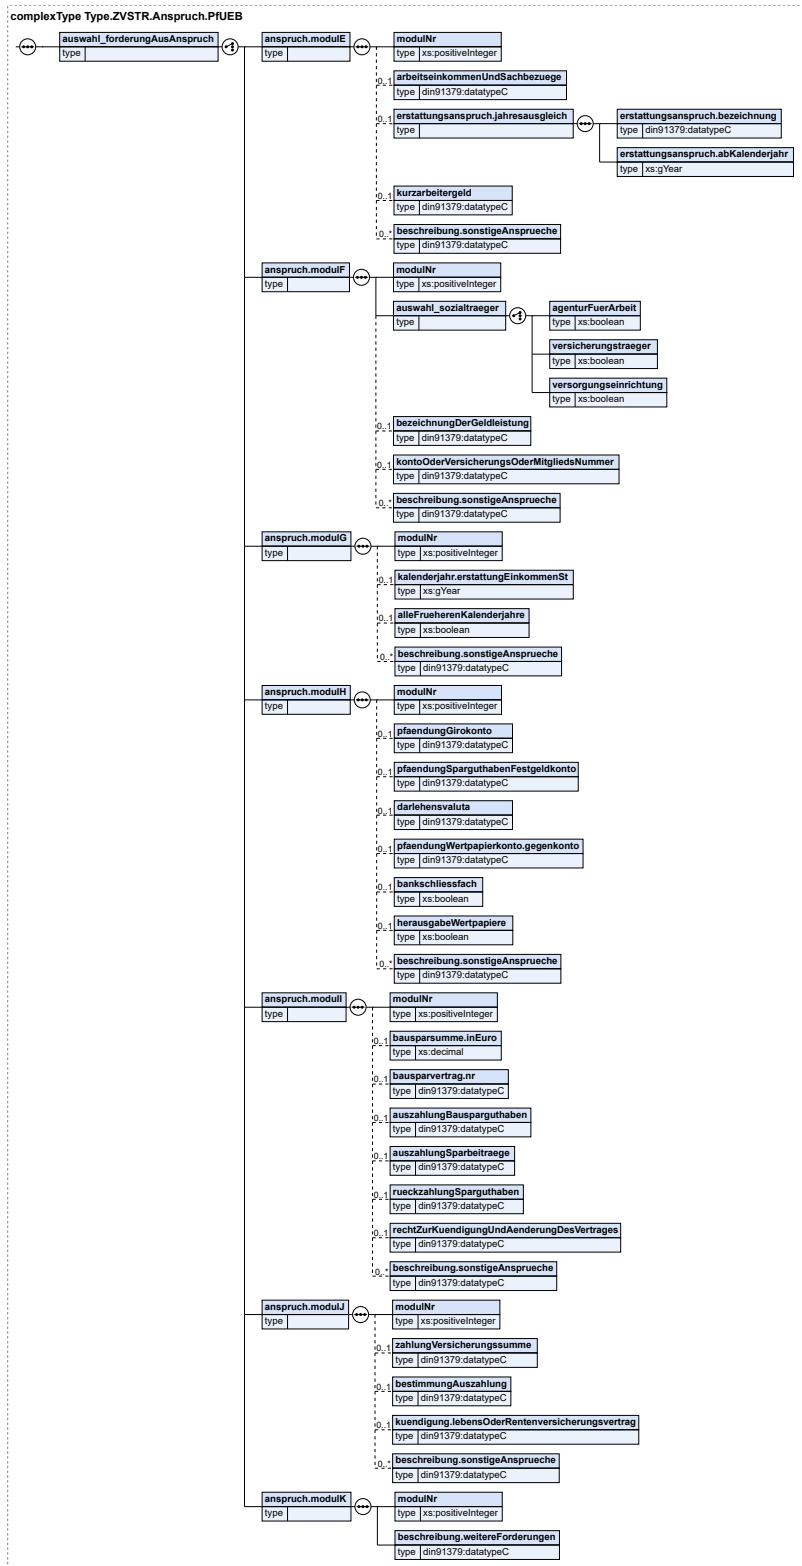 complexType Type.ZVSTR.Anspruch.PfUEB
auswahl_forderungAusAnspruch
type
anspruch.modulE
type
modulNr
type xs:positiveInteger
0..1
arbeitseinkommenUndSachbezuege
type din91379:datatypeC
0..1
erstattungsanspruch.jahresausgleich
type
erstattungsanspruch.bezeichnung
type din91379:datatypeC
erstattungsanspruch.abKalenderjahr
type xs:gYear
0..1
kurzarbeitergeld
type din91379:datatypeC
0..*
beschreibung.sonstigeAnsprueche
type din91379:datatypeC
anspruch.modulF
type
modulNr
type xs:positiveInteger
auswahl_sozialtraeger
type
agenturFuerArbeit
type xs:boolean
versicherungstraeger
type xs:boolean
versorgungseinrichtung
type xs:boolean
0..1
bezeichnungDerGeldleistung
type din91379:datatypeC
0..1
kontoOderVersicherungsOderMitgliedsNummer
type din91379:datatypeC
0..*
beschreibung.sonstigeAnsprueche
type din91379:datatypeC
anspruch.modulG
type
modulNr
type xs:positiveInteger
0..1
kalenderjahr.erstattungEinkommenSt
type xs:gYear
0..1
alleFrueherenKalenderjahre
type xs:boolean
0..*
beschreibung.sonstigeAnsprueche
type din91379:datatypeC
anspruch.modulH
type
modulNr
type xs:positiveInteger
0..1
pfaendungGirokonto
type din91379:datatypeC
0..1
pfaendungSparguthabenFestgeldkonto
type din91379:datatypeC
0..1
darlehensvaluta
type din91379:datatypeC
0..1
pfaendungWertpapierkonto.gegenkonto
type din91379:datatypeC
0..1
bankschliessfach
type xs:boolean
0..1
herausgabeWertpapiere
type xs:boolean
0..*
beschreibung.sonstigeAnsprueche
type din91379:datatypeC
anspruch.modulI
type
modulNr
type xs:positiveInteger
0..1
bausparsumme.inEuro
type xs:decimal
0..1
bausparvertrag.nr
type din91379:datatypeC
0..1
auszahlungBausparguthaben
type din91379:datatypeC
0..1
auszahlungSparbeitraege
type din91379:datatypeC
0..1
rueckzahlungSparguthaben
type din91379:datatypeC
0..1
rechtZurKuendigungUndAenderungDesVertrages
type din91379:datatypeC
0..*
beschreibung.sonstigeAnsprueche
type din91379:datatypeC
anspruch.modulJ
type
modulNr
type xs:positiveInteger
0..1
zahlungVersicherungssumme
type din91379:datatypeC
0..1
bestimmungAuszahlung
type din91379:datatypeC
0..1
kuendigung.lebensOderRentenversicherungsvertrag
type din91379:datatypeC
0..*
beschreibung.sonstigeAnsprueche
type din91379:datatypeC
anspruch.modulK
type
modulNr
type xs:positiveInteger
beschreibung.weitereForderungen
type din91379:datatypeC